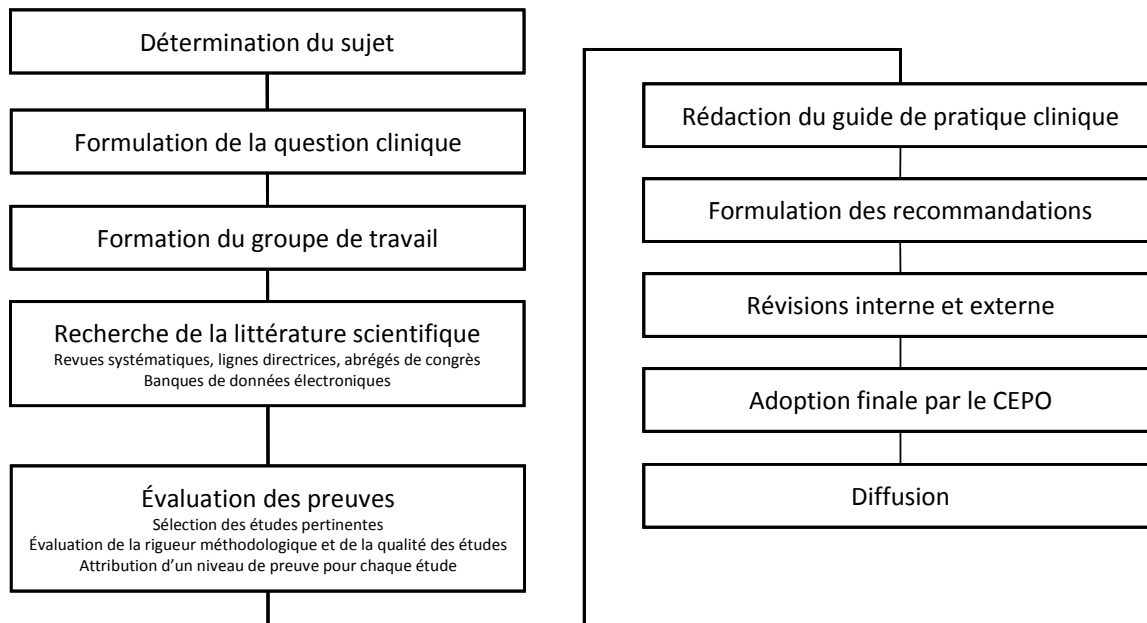 Détermination du sujet
Formulation de la question clinique
Formation du groupe de travail
Recherche de la littérature scientifique
Revues systématiques, lignes directrices, abrégés de congrès
Banques de données électroniques
Évaluation des preuves
Sélection des études pertinentes
Évaluation de la rigueur méthodologique et de la qualité des études
Attribution d’un niveau de preuve pour chaque étude
Rédaction du guide de pratique clinique
Formulation des recommandations
Révisions interne et externe
Adoption finale par le CEPO
Diffusion